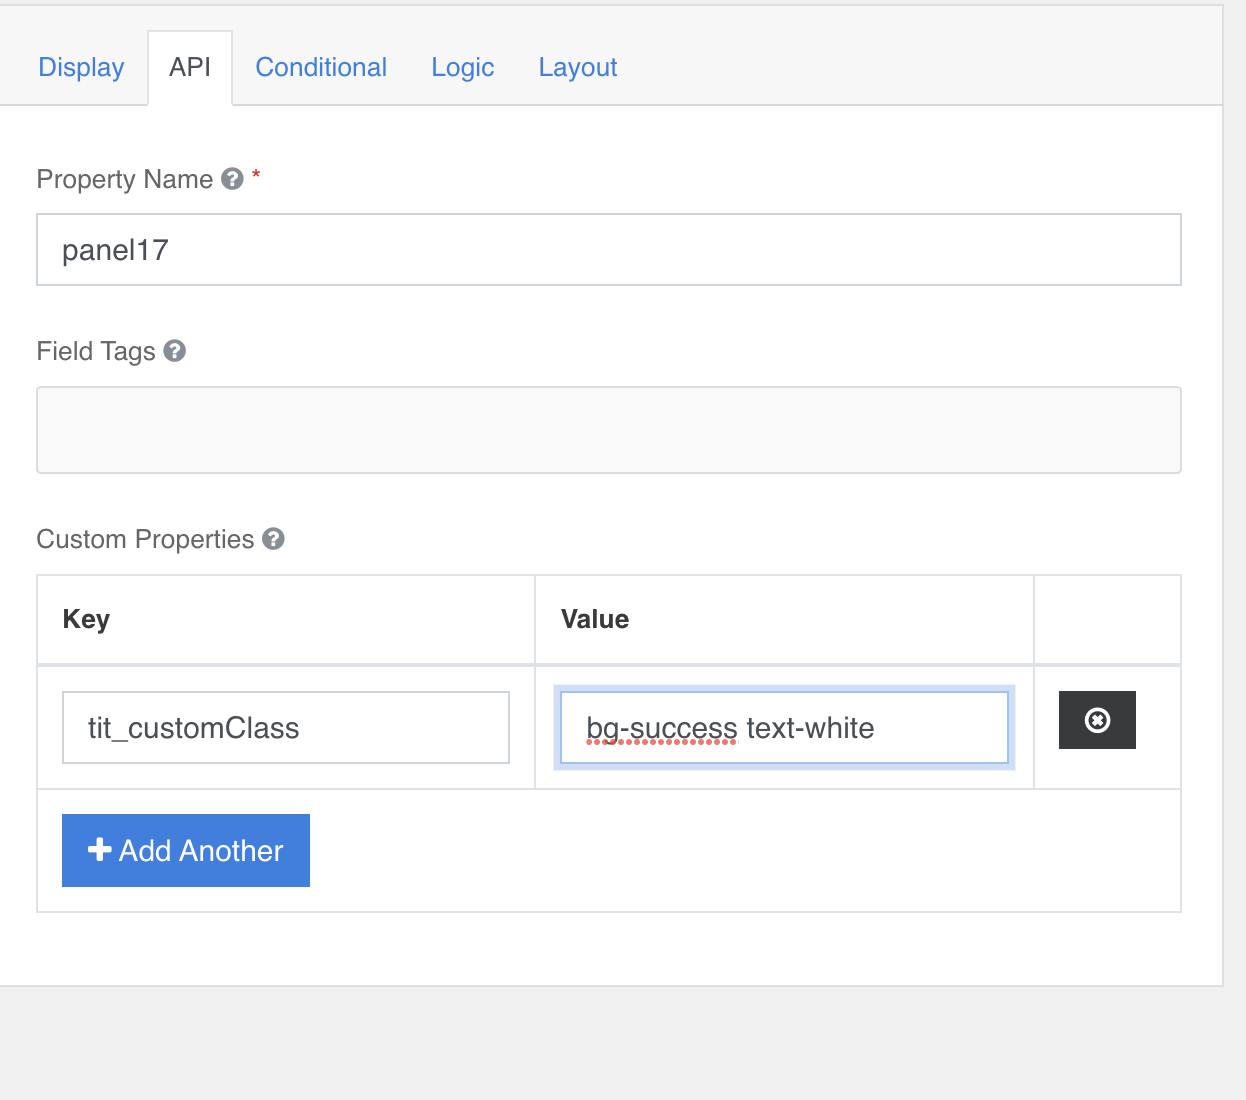 Display API Conditional Logic Layout
Property Name *
panel17
Field Tags
Custom Properties
Key Value
tit_customClass bg-success text-white
Add Another